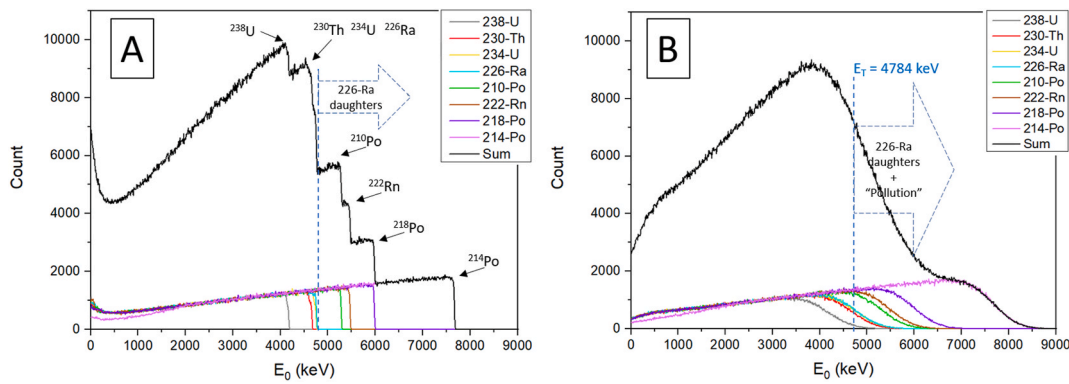 A
²³⁸U
²³⁰Th ²³⁴U ²²⁶Ra
226-Ra
daughters
²¹⁰Po
²²²Rn
²¹⁸Po
²¹⁴Po
238-U
230-Th
234-U
226-Ra
210-Po
222-Rn
218-Po
214-Po
Sum
Count
10000
8000
6000
4000
2000
0
0 1000 2000 3000 4000 5000 6000 7000 8000 9000
E₀ (keV)
B
E_T = 4784 keV
226-Ra
daughters
+
“Pollution”
238-U
230-Th
234-U
226-Ra
210-Po
222-Rn
218-Po
214-Po
Sum
Count
10000
8000
6000
4000
2000
0
0 1000 2000 3000 4000 5000 6000 7000 8000 9000
E₀ (keV)